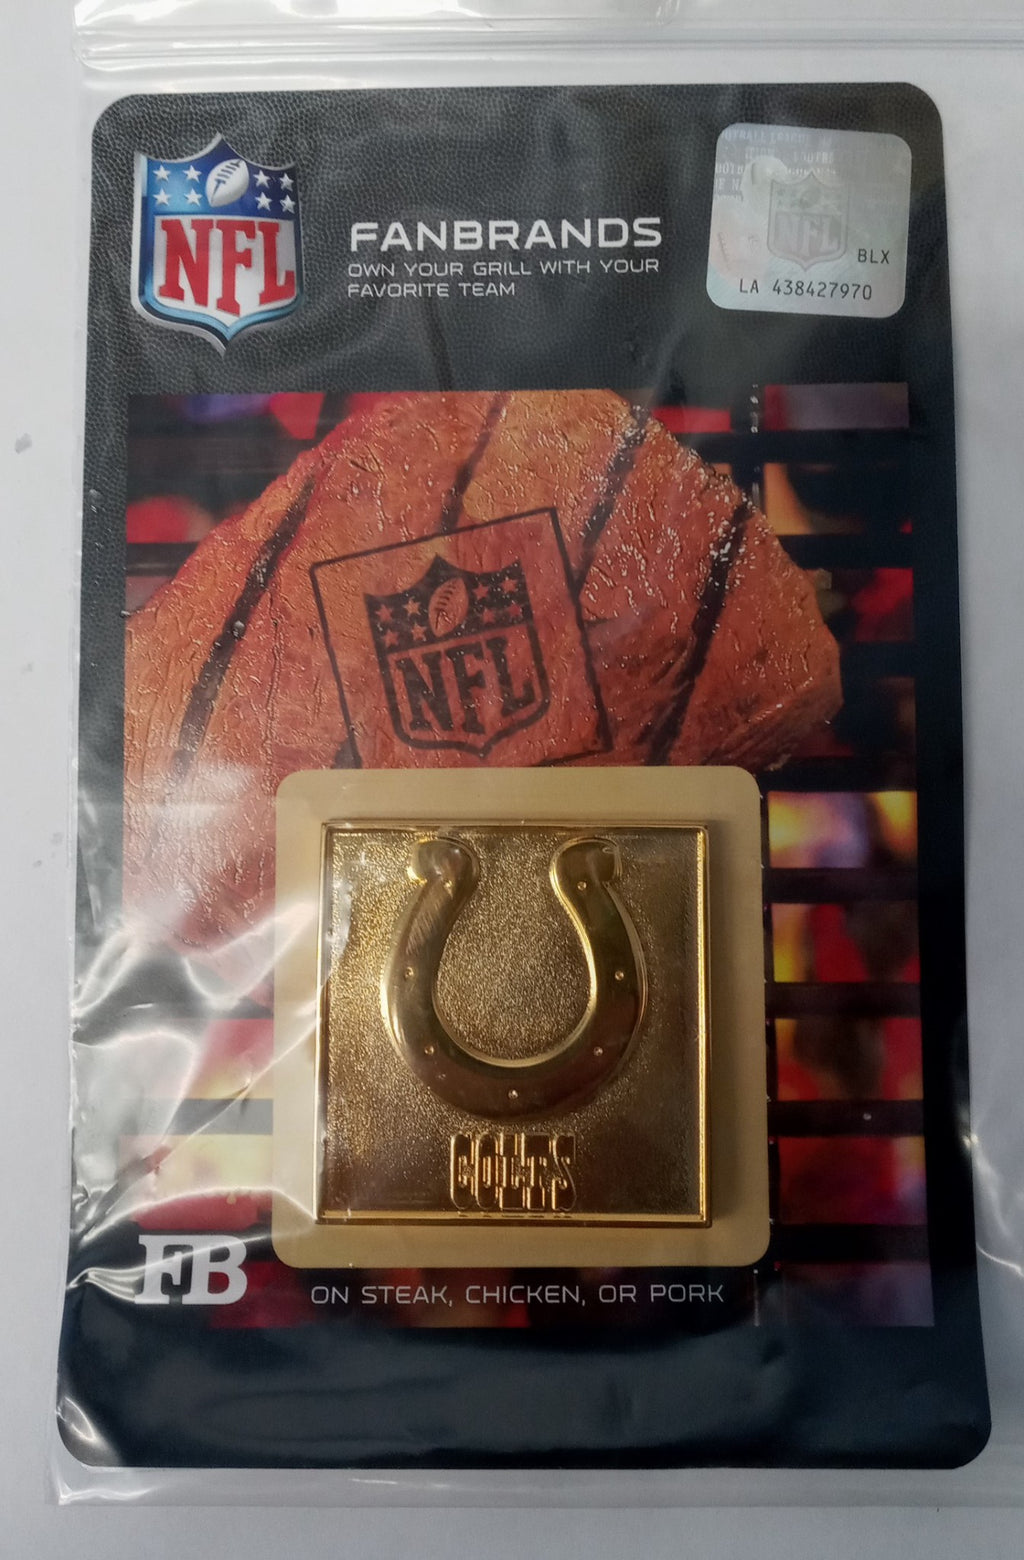 NFL
FANBRANDS
OWN YOUR GRILL WITH YOUR
FAVORITE TEAM
NFL
BLX
LA 438427970
NFL
COLTS
FB
ON STEAK, CHICKEN, OR PORK